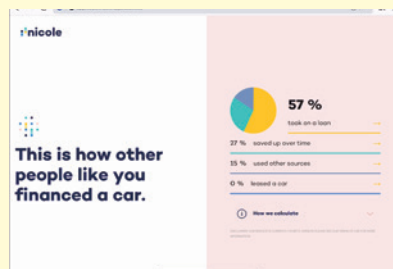 nicole
This is how other
people like you
financed a car.
57 %
took on a loan
27 % saved up over time
15 % used other sources
0 % leased a car
How we calculate